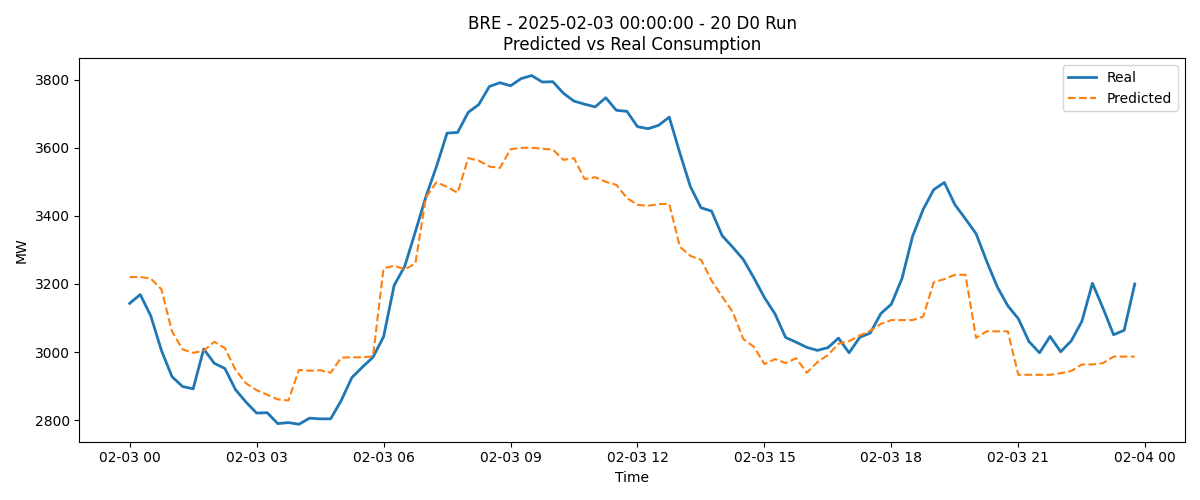 BRE - 2025-02-03 00:00:00 - 20 D0 Run
Predicted vs Real Consumption
Real
Predicted
MW
3800
3600
3400
3200
3000
2800
02-03 00
02-03 03
02-03 06
02-03 09
02-03 12
02-03 15
02-03 18
02-03 21
02-04 00
Time